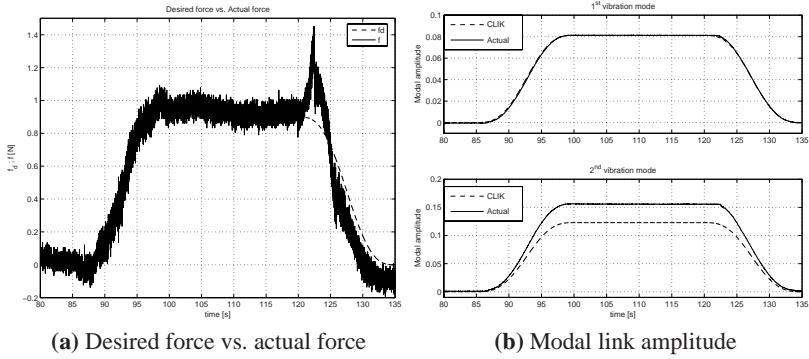 Desired force vs. Actual force
fd
f
1.4
1.2
1
0.8
0.6
0.4
0.2
0
−0.2
f_d ; f [N]
80 85 90 95 100 105 110 115 120 125 130 135
time [s]
(a) Desired force vs. actual force
1st vibration mode
CLIK
Actual
0.1
0.08
0.06
0.04
0.02
0
Modal amplitude
80 85 90 95 100 105 110 115 120 125 130 135
2nd vibration mode
CLIK
Actual
0.2
0.15
0.1
0.05
0
Modal amplitude
80 85 90 95 100 105 110 115 120 125 130 135
time [s]
(b) Modal link amplitude